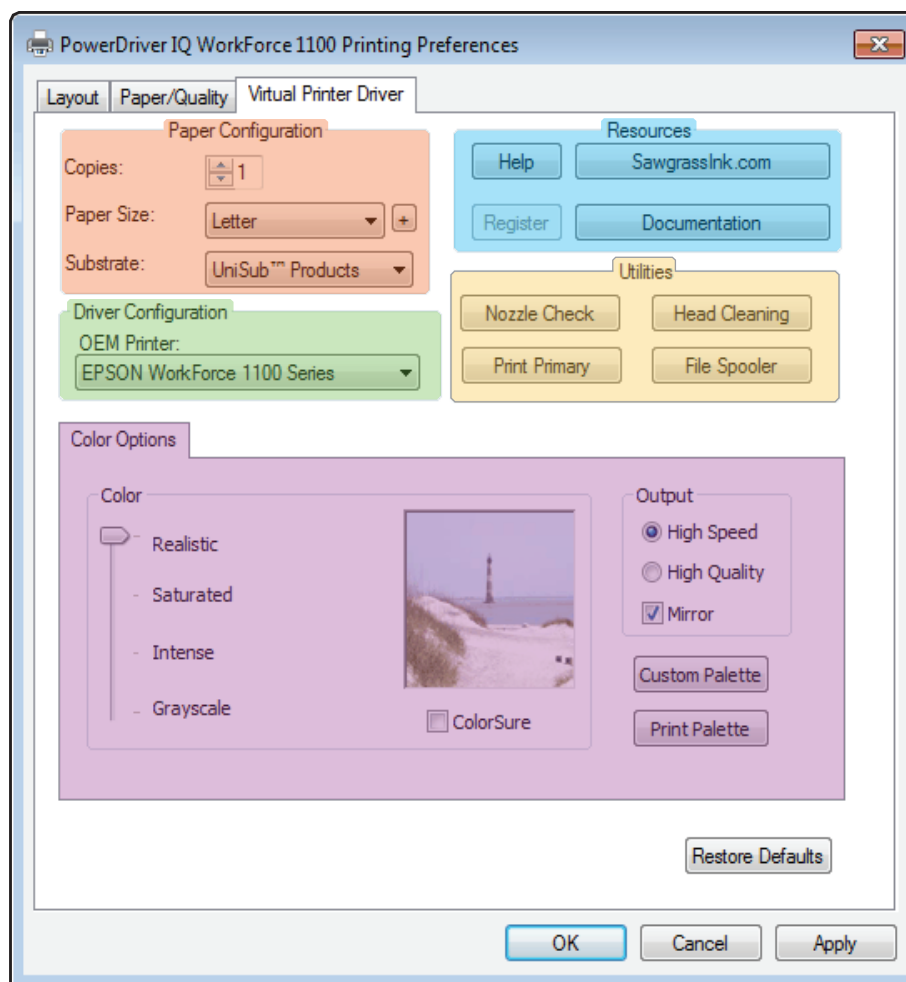 PowerDriver IQ WorkForce 1100 Printing Preferences
Layout
Paper/Quality
Virtual Printer Driver
Paper Configuration
Copies:
1
Paper Size:
Letter
+
Substrate:
UniSub™ Products
Resources
Help
SawgrassInk.com
Register
Documentation
Driver Configuration
OEM Printer:
EPSON WorkForce 1100 Series
Utilities
Nozzle Check
Head Cleaning
Print Primary
File Spooler
Color Options
Color
Realistic
Saturated
Intense
Grayscale
ColorSure
Output
High Speed
High Quality
Mirror
Custom Palette
Print Palette
Restore Defaults
OK
Cancel
Apply